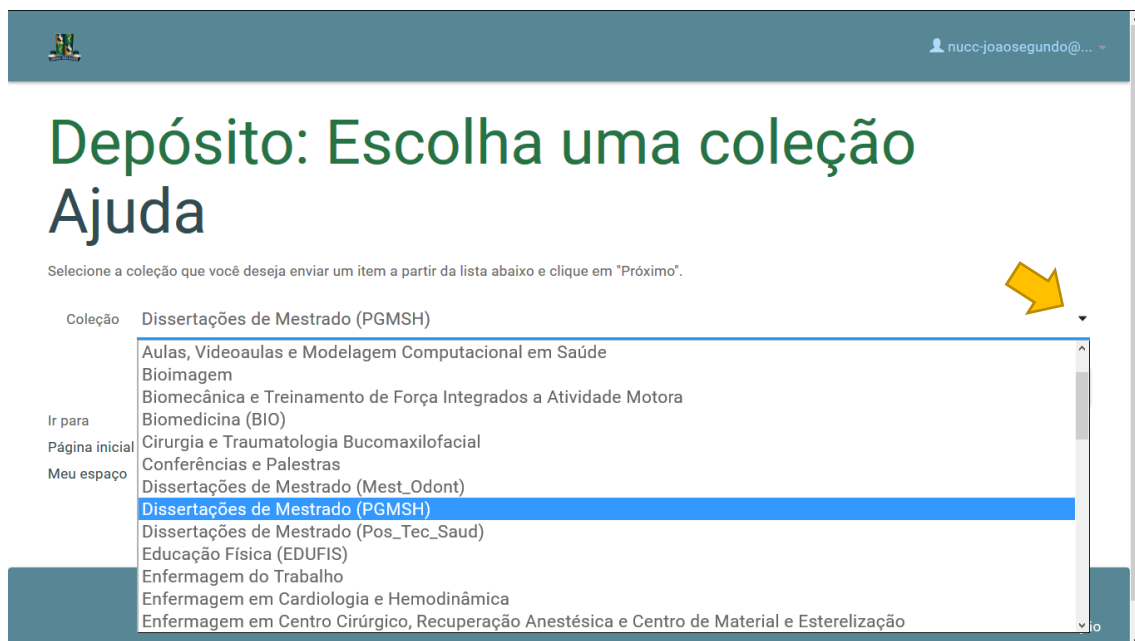 nucc-joaosegundo@...
Depósito: Escolha uma coleção
Ajuda
Selecione a coleção que você deseja enviar um item a partir da lista abaixo e clique em "Próximo".
Coleção Dissertações de Mestrado (PGMSH)
Aulas, Videoaulas e Modelagem Computacional em Saúde
Bioimagem
Biomecânica e Treinamento de Força Integrados a Atividade Motora
Biomedicina (BIO)
Cirurgia e Traumatologia Bucomaxilofacial
Conferências e Palestras
Dissertações de Mestrado (Mest_Odont)
Dissertações de Mestrado (PGMSH)
Dissertações de Mestrado (Pos_Tec_Saud)
Educação Física (EDUFIS)
Enfermagem do Trabalho
Enfermagem em Cardiologia e Hemodinâmica
Enfermagem em Centro Cirúrgico, Recuperação Anestésica e Centro de Material e Esterelização
Ir para
Página inicial
Meu espaço